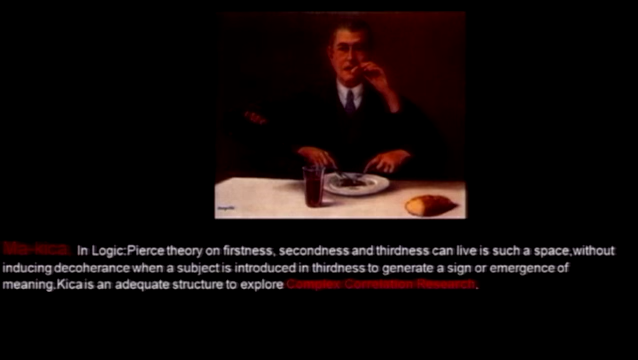 Ma-kica. In Logic:Pierce theory on firstness, secondness and thirdness can live is such a space,without
inducing decoherance when a subject is introduced in thirdness to generate a sign or emergence of
meaning.Kica is an adequate structure to explore Complex Correlation Research.